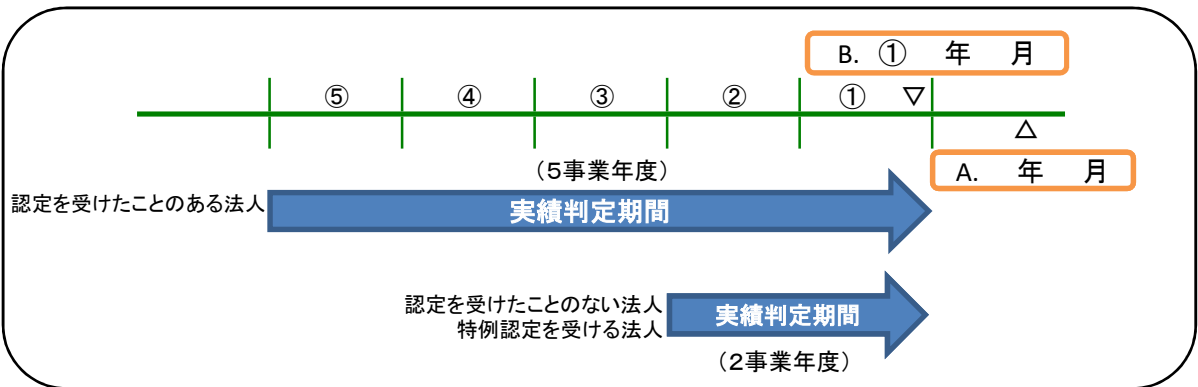 B. ① 年 月
⑤ ④ ③ ② ① ▽
△
A. 年 月
(5事業年度)
認定を受けたことのある法人
実績判定期間
認定を受けたことのない法人
特例認定を受ける法人
実績判定期間
(2事業年度)